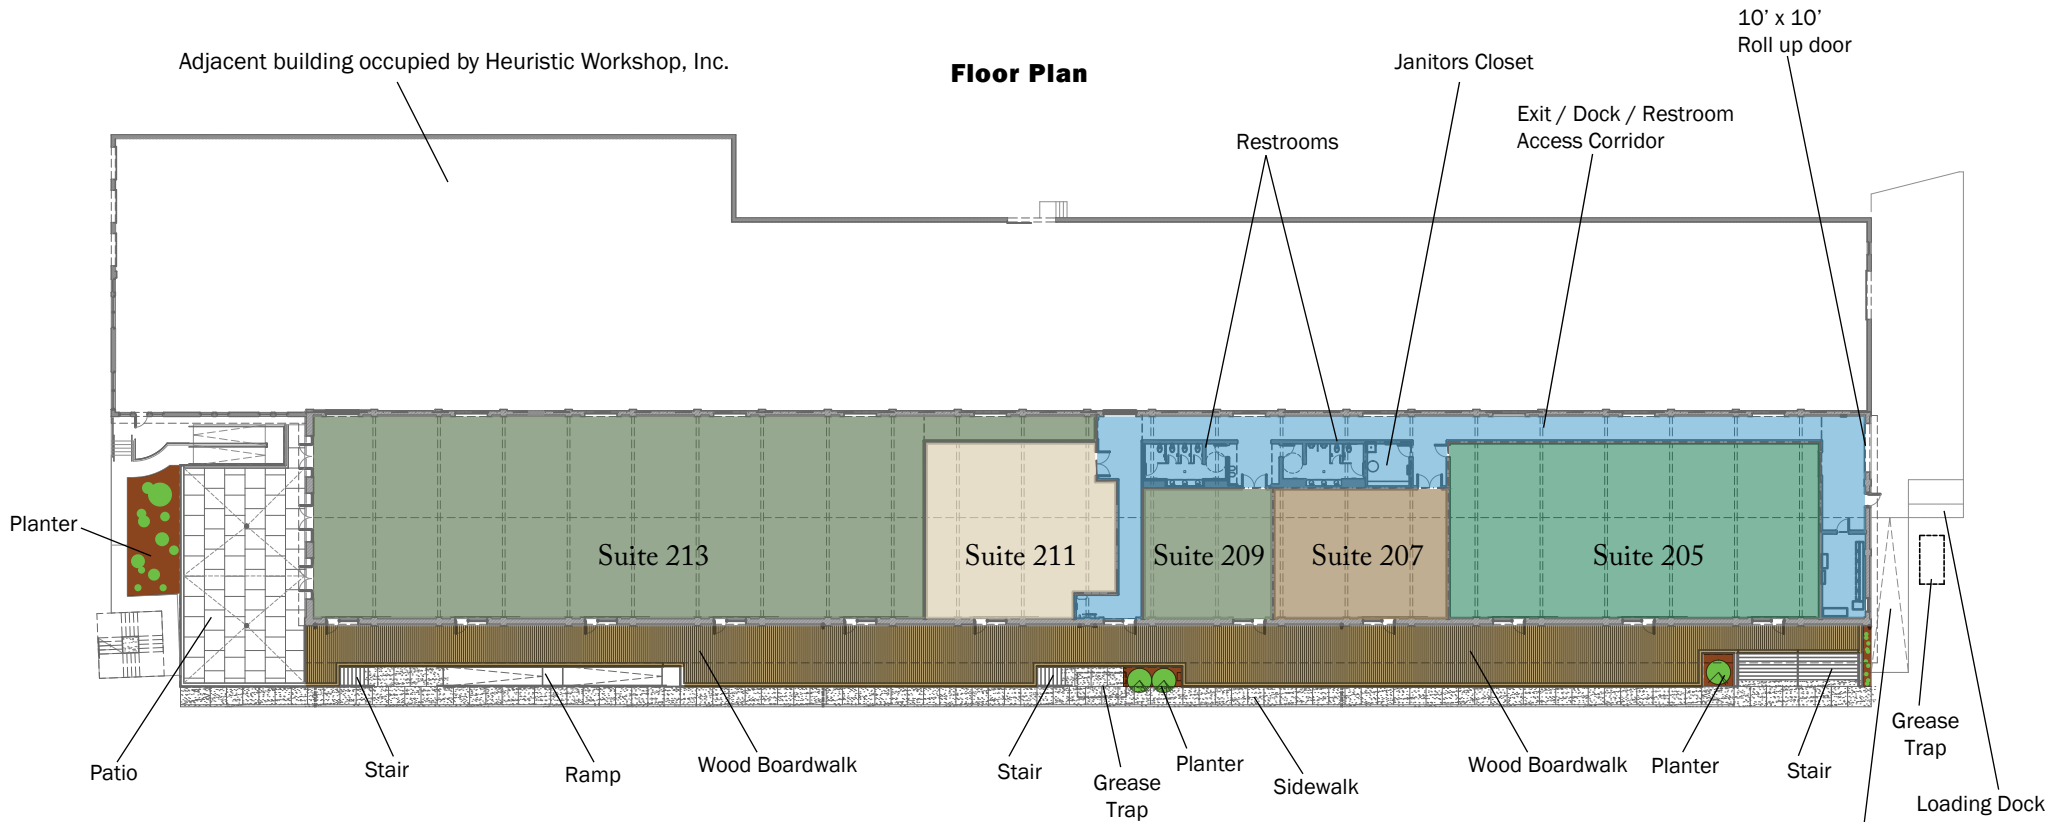 10’ x 10’
Roll up door
Adjacent building occupied by Heuristic Workshop, Inc.
Floor Plan
Janitors Closet
Exit / Dock / Restroom
Access Corridor
Restrooms
Planter
Suite 213
Suite 211
Suite 209
Suite 207
Suite 205
Patio
Stair
Ramp
Wood Boardwalk
Stair
Grease
Trap
Planter
Sidewalk
Wood Boardwalk
Planter
Stair
Grease
Trap
Loading Dock